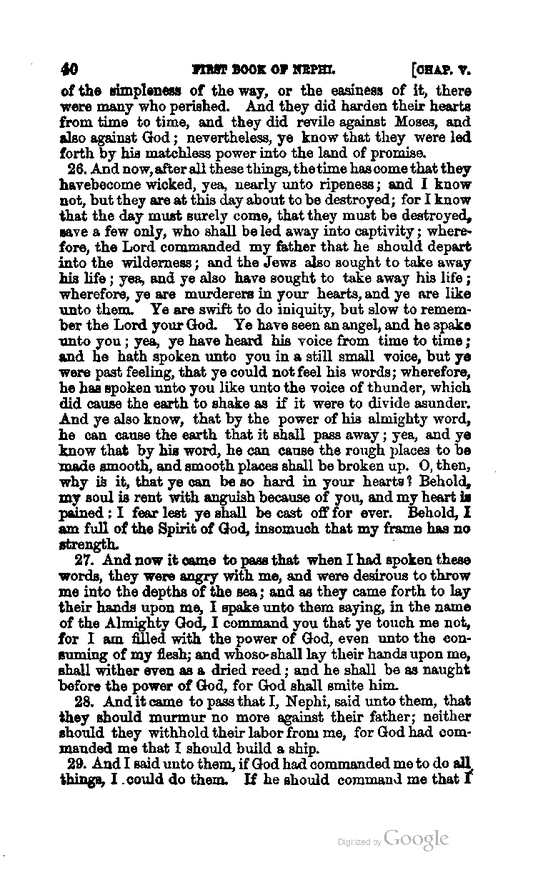 40 FIRST BOOK OF NEPHI. [CHAP. V.
of the simpleness of the way, or the easiness of it, there
were many who perished. And they did harden their hearts
from time to time, and they did revile against Moses, and
also against God; nevertheless, ye know that they were led
forth by his matchless power into the land of promise.
26. And now, after all these things, the time has come that they
have become wicked, yea, nearly unto ripeness; and I know
not, but they are at this day about to be destroyed; for I know
that the day must surely come, that they must be destroyed,
save a few only, who shall be led away into captivity; where-
fore, the Lord commanded my father that he should depart
into the wilderness; and the Jews also sought to take away
his life; yea, and ye also have sought to take away his life;
wherefore, ye are murderers in your hearts, and ye are like
unto them. Ye are swift to do iniquity, but slow to remem-
ber the Lord your God. Ye have seen an angel, and he spake
unto you; yea, ye have heard his voice from time to time;
and he hath spoken unto you in a still small voice, but ye
were past feeling, that ye could not feel his words; wherefore,
he has spoken unto you like unto the voice of thunder, which
did cause the earth to shake as if it were to divide asunder.
And ye also know, that by the power of his almighty word,
he can cause the earth that it shall pass away; yea, and ye
know that by his word, he can cause the rough places to be
made smooth, and smooth places shall be broken up. O, then,
why is it, that ye can be so hard in your hearts? Behold,
my soul is rent with anguish because of you, and my heart is
pained: I fear lest ye shall be cast off for ever. Behold, I
am full of the Spirit of God, insomuch that my frame has no
strength.
27. And now it came to pass that when I had spoken these
words, they were angry with me, and were desirous to throw
me into the depths of the sea; and as they came forth to lay
their hands upon me, I spake unto them saying, in the name
of the Almighty God, I command you that ye touch me not,
for I am filled with the power of God, even unto the con-
suming of my flesh; and whoso-shall lay their hands upon me,
shall wither even as a dried reed; and he shall be as naught
before the power of God, for God shall smite him.
28. And it came to pass that I, Nephi, said unto them, that
they should murmur no more against their father; neither
should they withhold their labor from me, for God had com-
manded me that I should build a ship.
29. And I said unto them, if God had commanded me to do all
things, I could do them. If he should command me that I
Digitized by Google